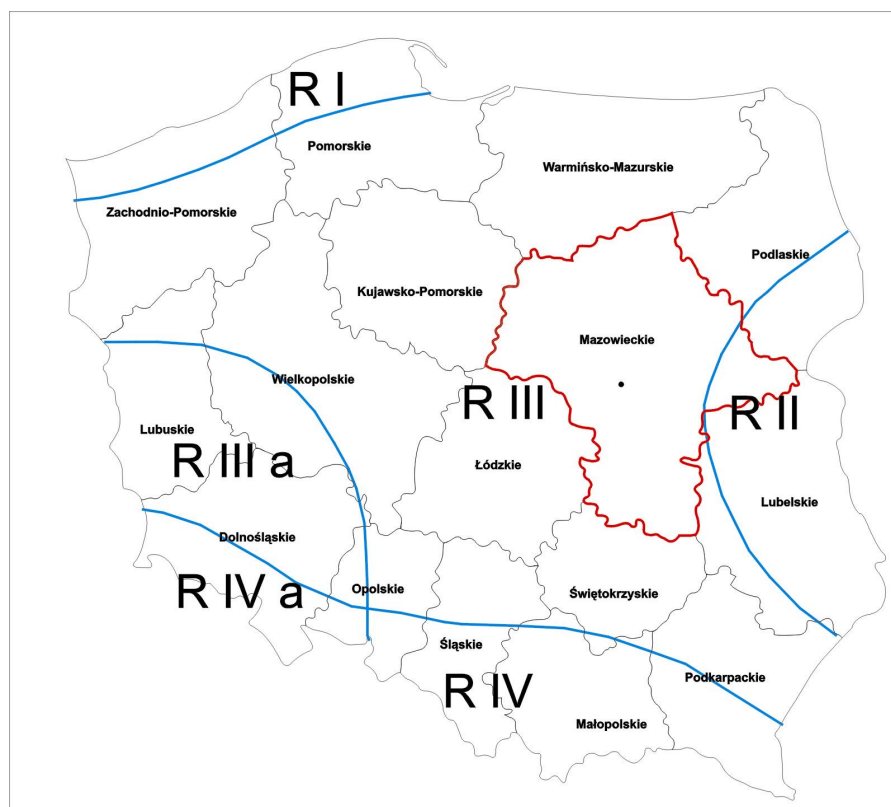 R I
Pomorskie
Warmińsko-Mazurskie
Zachodnio-Pomorskie
Podlaskie
Kujawsko-Pomorskie
Mazowieckie
Wielkopolskie
R III
R II
Lubuskie
R III a
Łódzkie
Lubelskie
Dolnośląskie
R IV a
Opolskie
Świętokrzyskie
Śląskie
Podkarpackie
R IV
Małopolskie